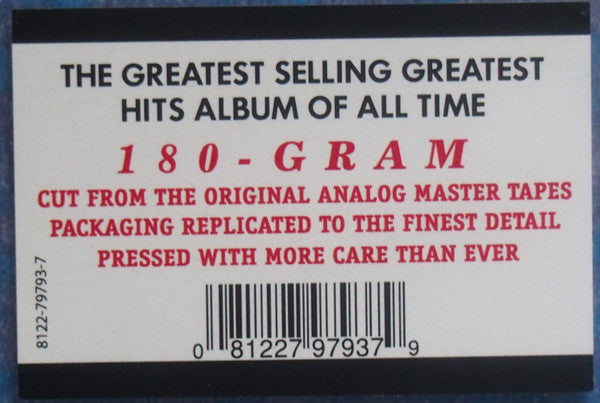 THE GREATEST SELLING GREATEST
HITS ALBUM OF ALL TIME
180-GRAM
CUT FROM THE ORIGINAL ANALOG MASTER TAPES
PACKAGING REPLICATED TO THE FINEST DETAIL
PRESSED WITH MORE CARE THAN EVER
8122-79793-7
0 81227 97937 9